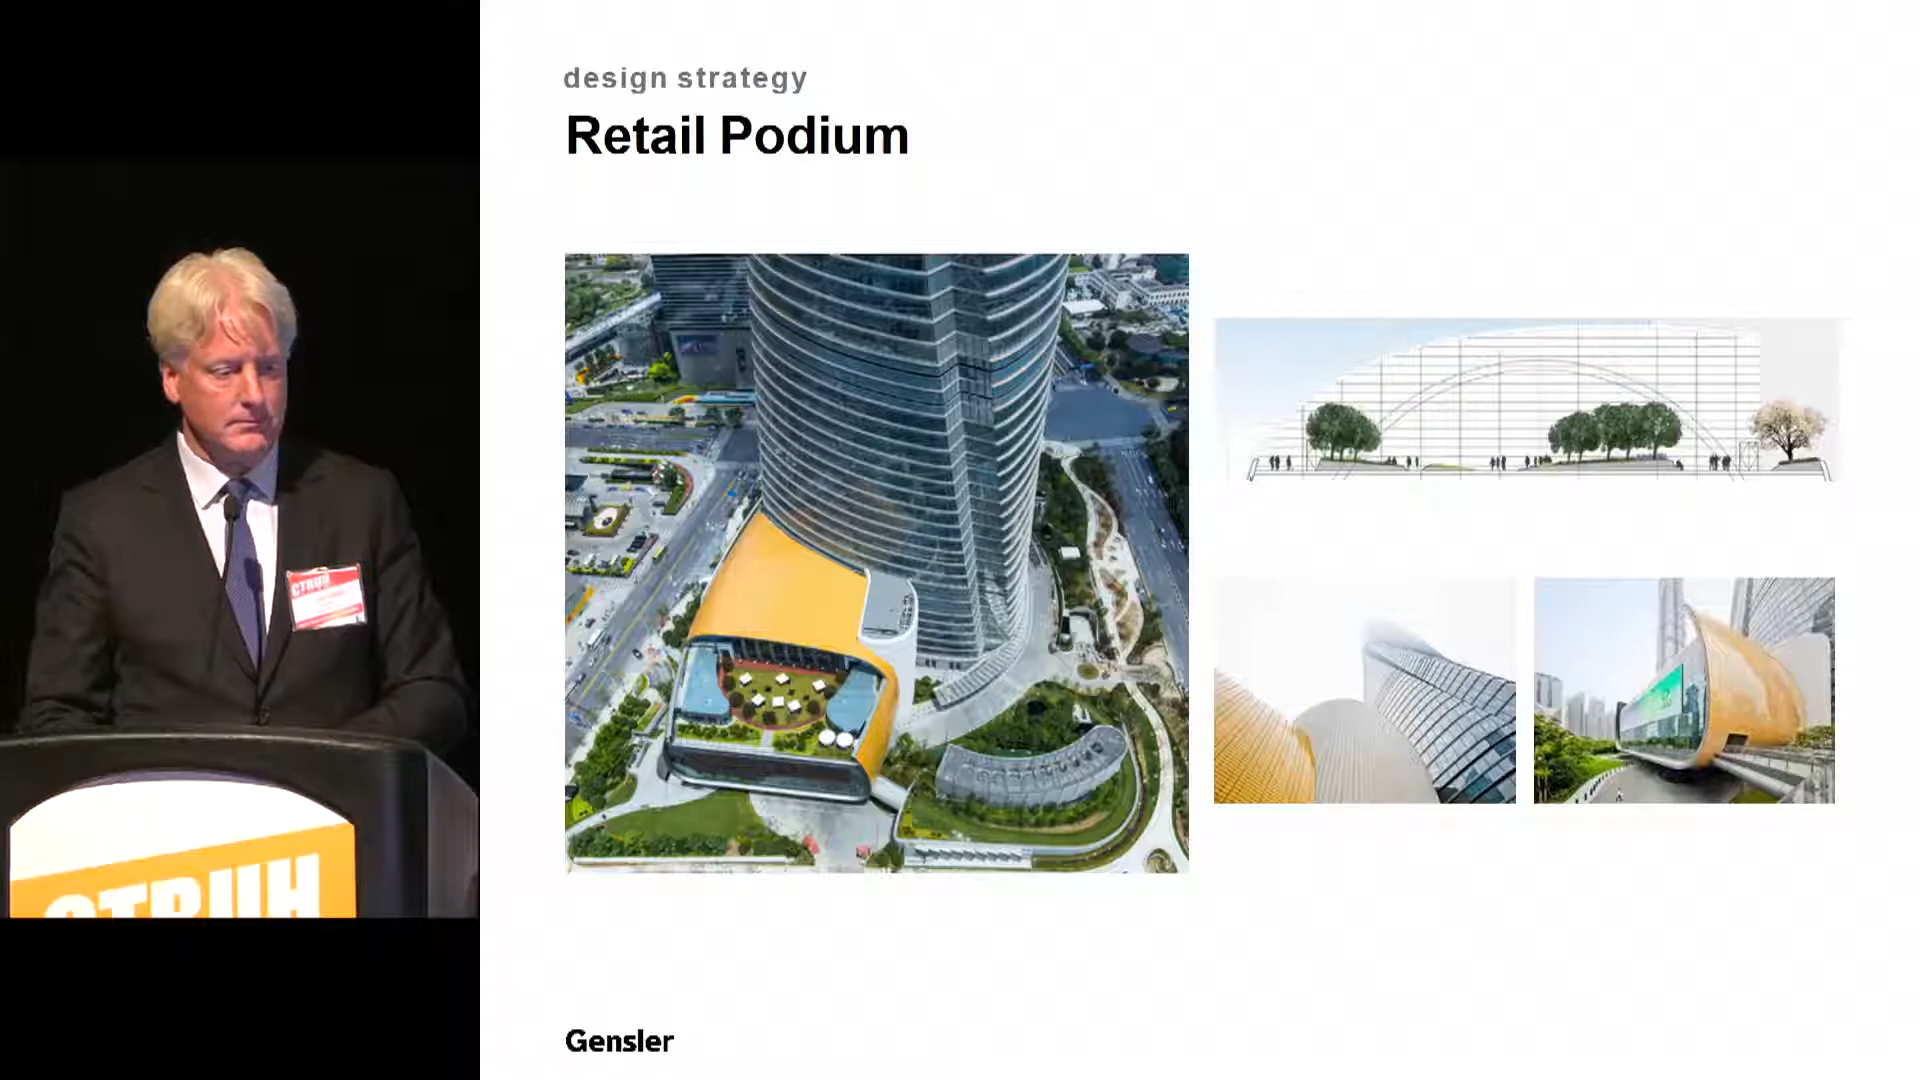 design strategy
Retail Podium
CTBUH
CTBUH
Gensler